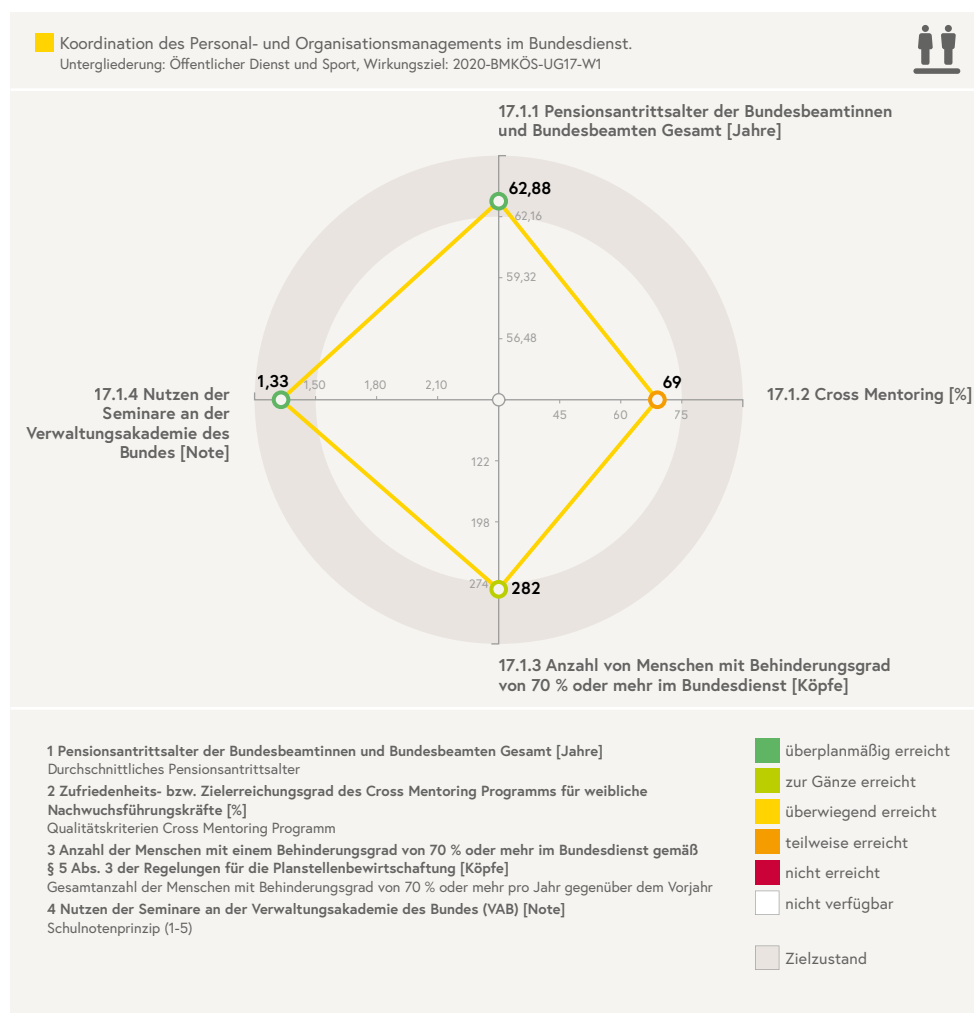 Koordination des Personal- und Organisationsmanagements im Bundesdienst.
Untergliederung: Öffentlicher Dienst und Sport, Wirkungsziel: 2020-BMKÖS-UG17-W1
17.1.1 Pensionsantrittsalter der Bundesbeamtinnen
und Bundesbeamten Gesamt [Jahre]
62,88
62,16
59,32
56,48
17.1.4 Nutzen der
Seminare an der
Verwaltungsakademie des
Bundes [Note]
1,33
1,50
1,80
2,10
69
45
60
75
17.1.2 Cross Mentoring [%]
122
198
274
282
17.1.3 Anzahl von Menschen mit Behinderungsgrad
von 70 % oder mehr im Bundesdienst [Köpfe]
1 Pensionsantrittsalter der Bundesbeamtinnen und Bundesbeamten Gesamt [Jahre]
Durchschnittliches Pensionsantrittsalter
2 Zufriedenheits- bzw. Zielerreichungsgrad des Cross Mentoring Programms für weibliche
Nachwuchsführungskräfte [%]
Qualitätskriterien Cross Mentoring Programm
3 Anzahl der Menschen mit einem Behinderungsgrad von 70 % oder mehr im Bundesdienst gemäß
§ 5 Abs. 3 der Regelungen für die Planstellenbewirtschaftung [Köpfe]
Gesamtanzahl der Menschen mit Behinderungsgrad von 70 % oder mehr pro Jahr gegenüber dem Vorjahr
4 Nutzen der Seminare an der Verwaltungsakademie des Bundes (VAB) [Note]
Schulnotenprinzip (1-5)
überplanmäßig erreicht
zur Gänze erreicht
überwiegend erreicht
teilweise erreicht
nicht erreicht
nicht verfügbar
Zielzustand